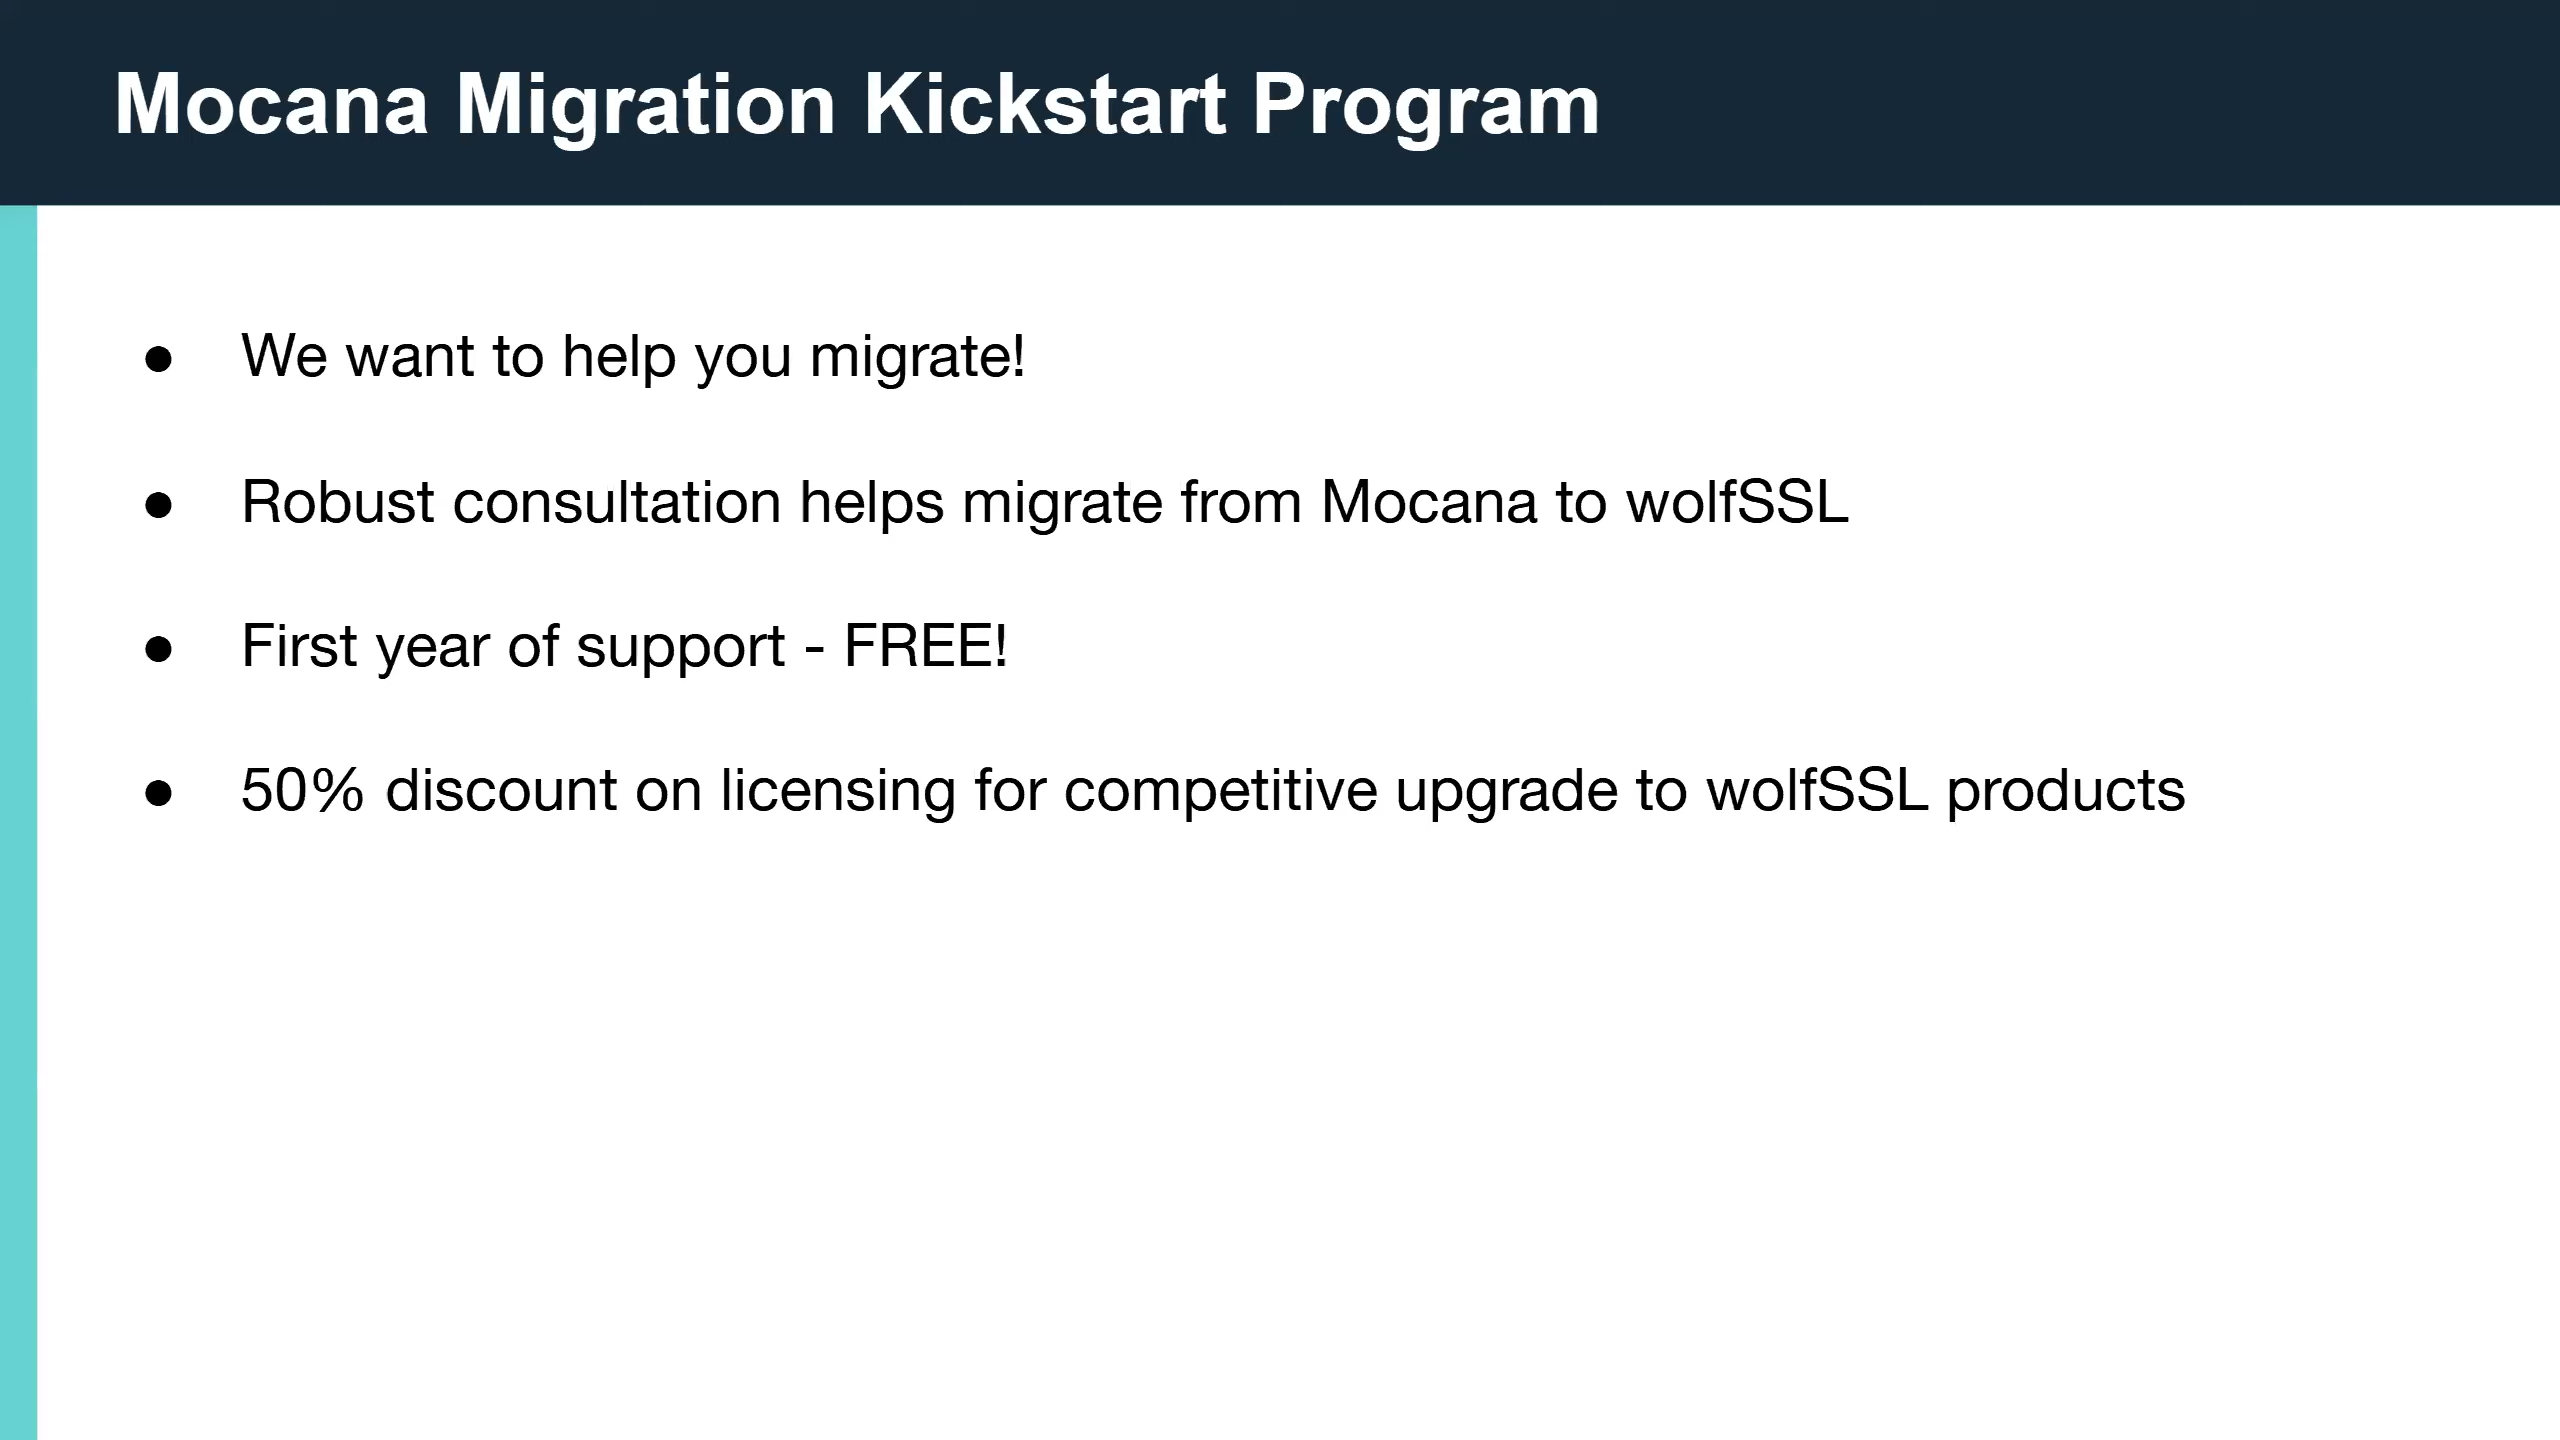 Mocana Migration Kickstart Program
● We want to help you migrate!
● Robust consultation helps migrate from Mocana to wolfSSL
● First year of support - FREE!
● 50% discount on licensing for competitive upgrade to wolfSSL products